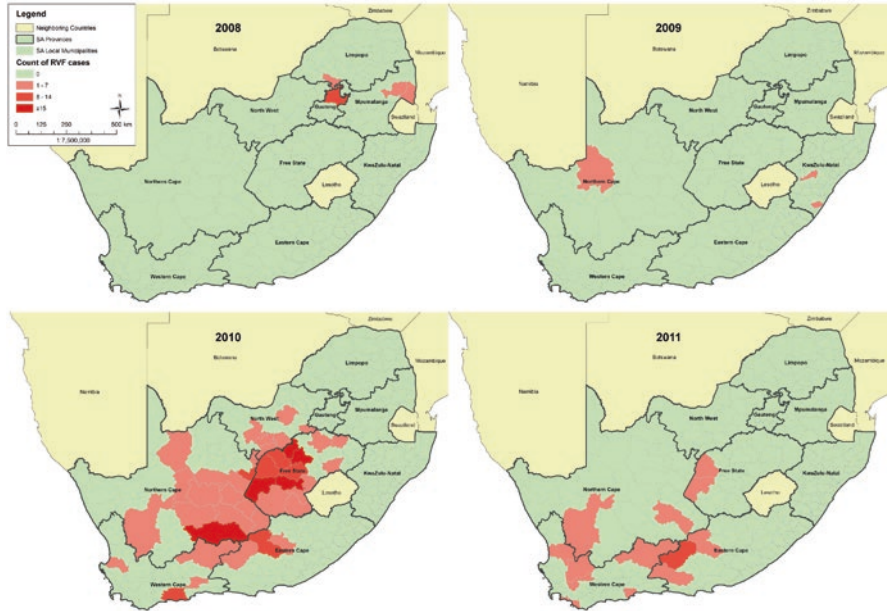 Legend
Neighboring Countries
SA Provinces
SA Local Municipalities
Count of RVF cases
0
1 - 7
8 - 14
≥15
N
0 125 250 500 km
1:7,500,000
2008
Zimbabwe
Botswana
Mozambique
Limpopo
North West
Gauteng
Mpumalanga
Swaziland
Free State
KwaZulu-Natal
Northern Cape
Lesotho
Eastern Cape
Western Cape
2009
Zimbabwe
Botswana
Mozambique
Namibia
Limpopo
North West
Gauteng
Mpumalanga
Swaziland
Free State
KwaZulu-Natal
Northern Cape
Lesotho
Eastern Cape
Western Cape
2010
Zimbabwe
Botswana
Mozambique
Namibia
Limpopo
North West
Gauteng
Mpumalanga
Swaziland
Free State
KwaZulu-Natal
Northern Cape
Lesotho
Eastern Cape
Western Cape
2011
Zimbabwe
Botswana
Mozambique
Namibia
Limpopo
North West
Gauteng
Mpumalanga
Swaziland
Free State
KwaZulu-Natal
Northern Cape
Lesotho
Eastern Cape
Western Cape